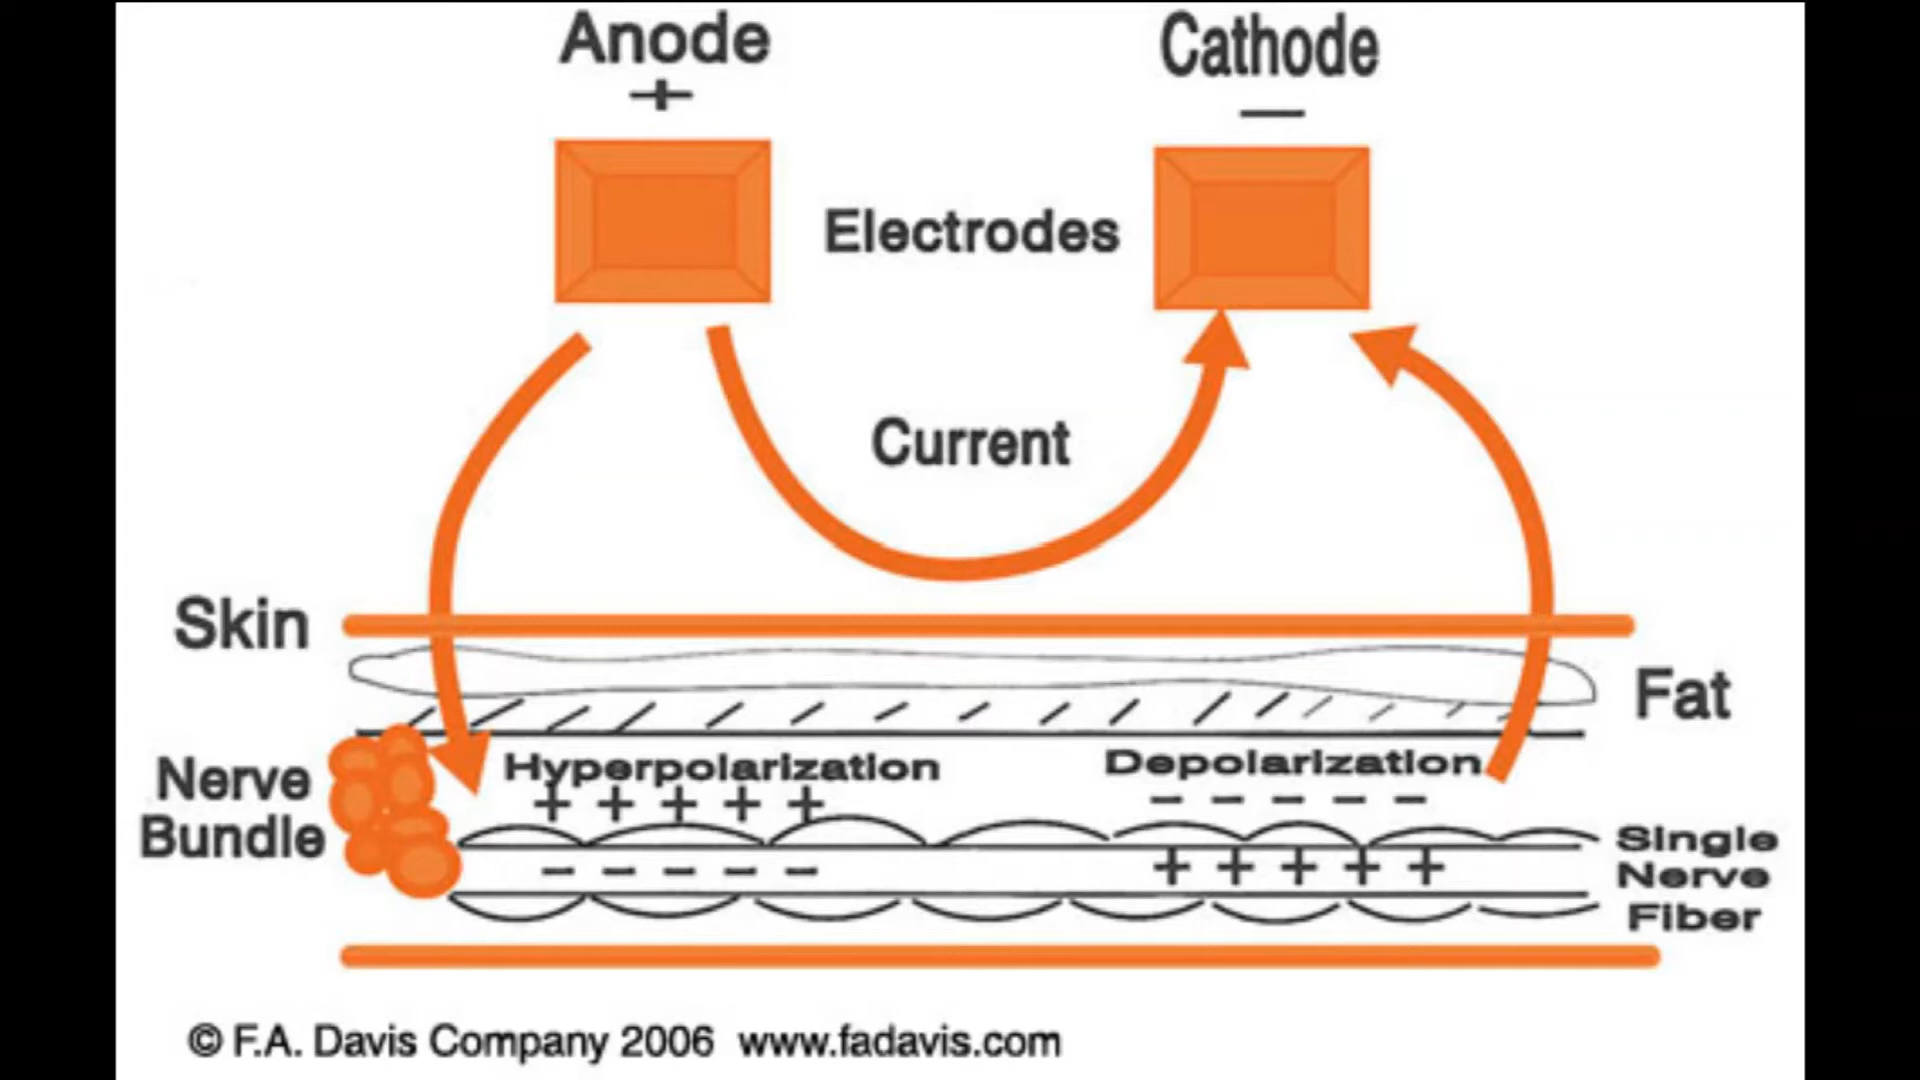 Anode
+
Cathode
—
Electrodes
Current
Skin
Fat
Nerve
Bundle
Hyperpolarization
+ + + + +
- - - - -
Depolarization
- - - - -
+ + + + +
Single
Nerve
Fiber
© F.A. Davis Company 2006 www.fadavis.com